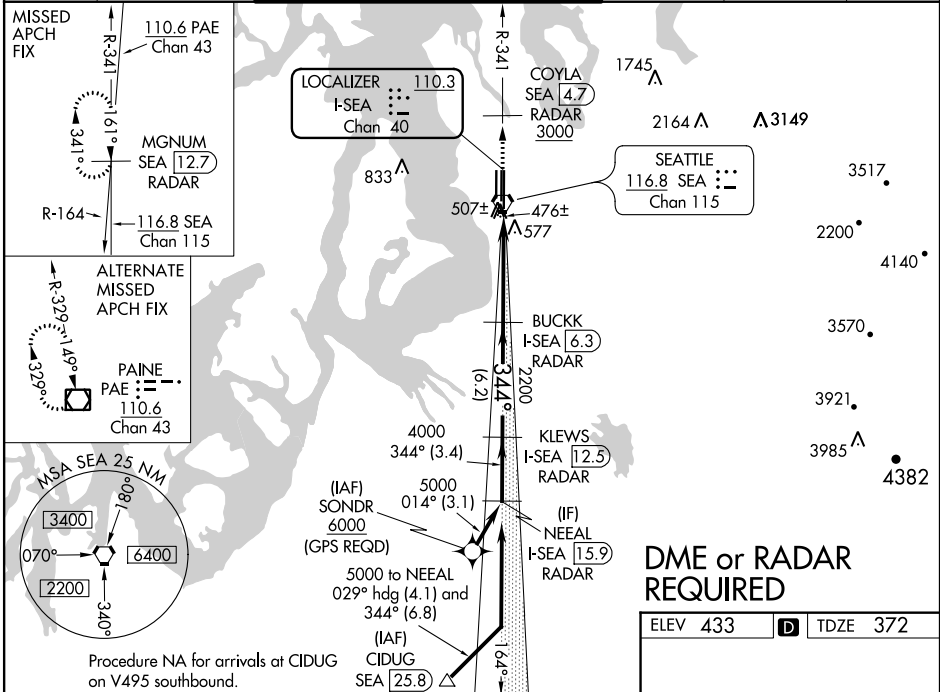 MISSED
APCH
FIX
R-341
110.6 PAE
Chan 43
341°
161°
MGNUM
SEA 12.7
RADAR
R-164
116.8 SEA
Chan 115
ALTERNATE
MISSED
APCH FIX
R-329
149°
329°
PAINE
PAE
110.6
Chan 43
MSA SEA 25 NM
180°
3400
070°
6400
2200
340°
Procedure NA for arrivals at CIDUG
on V495 southbound.
LOCALIZER 110.3
I-SEA
Chan 40
R-341
COYLA
SEA 4.7
RADAR
3000
1745
2164
3149
833
SEATTLE
116.8 SEA
Chan 115
3517
507±
476±
577
2200
4140
BUCKK
I-SEA 6.3
RADAR
3570
344°
2200
(6.2)
3921
4000
344° (3.4)
KLEWS
I-SEA 12.5
RADAR
3985
4382
5000
014° (3.1)
(IAF)
SONDR
6000
(GPS REQD)
(IF)
NEEAL
I-SEA 15.9
RADAR
5000 to NEEAL
029° hdg (4.1) and
344° (6.8)
(IAF)
CIDUG
SEA 25.8
164°
DME or RADAR
REQUIRED
ELEV 433 D TDZE 372